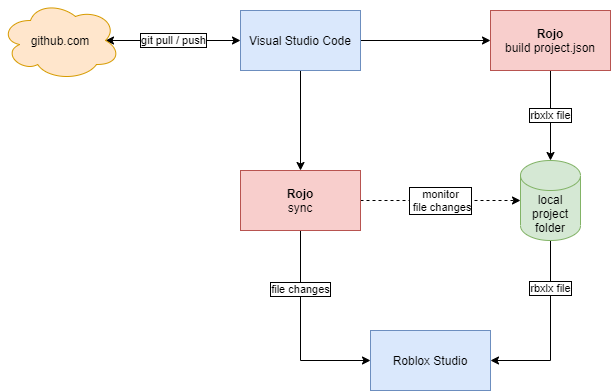 github.com
git pull / push
Visual Studio Code
Rojo
build project.json
rbxlx file
Rojo
sync
monitor
file changes
local
project
folder
file changes
rbxlx file
Roblox Studio